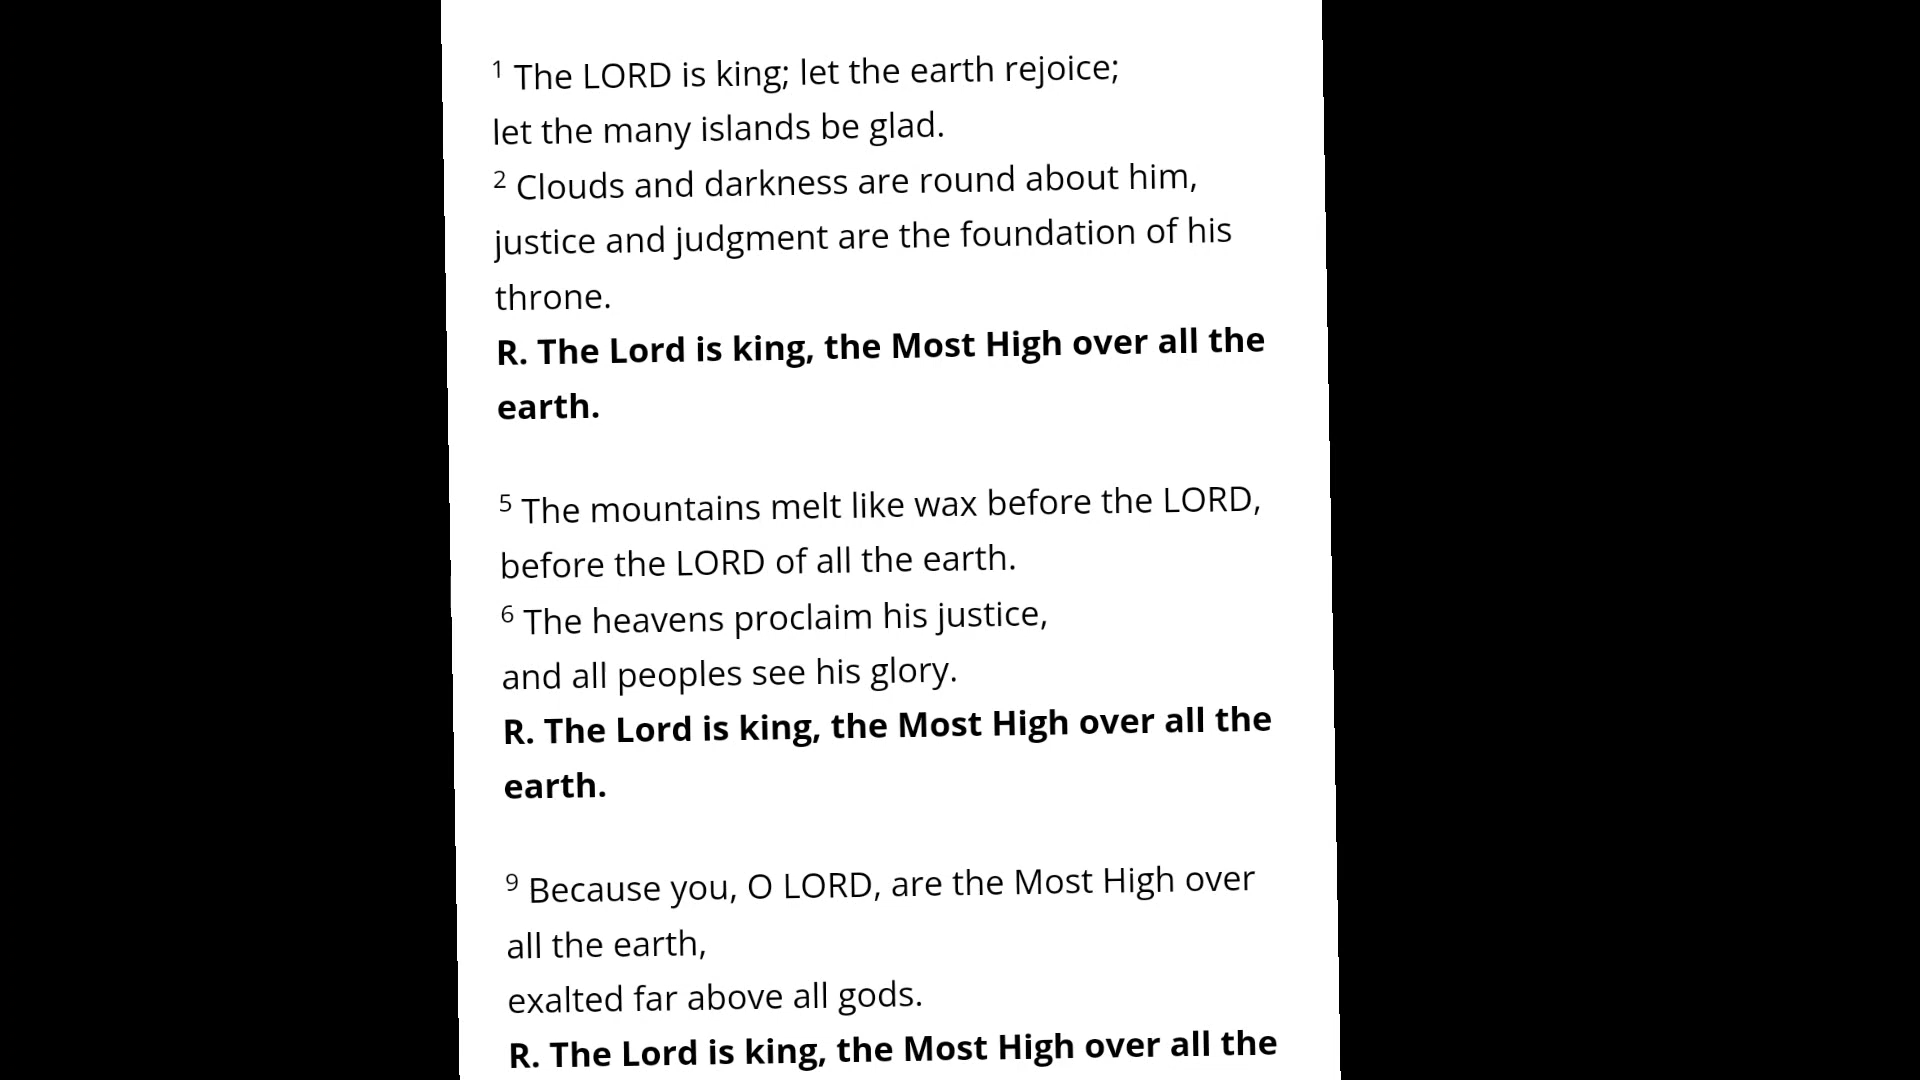 1 The LORD is king; let the earth rejoice;
let the many islands be glad.
2 Clouds and darkness are round about him,
justice and judgment are the foundation of his
throne.
R. The Lord is king, the Most High over all the
earth.
5 The mountains melt like wax before the LORD,
before the LORD of all the earth.
6 The heavens proclaim his justice,
and all peoples see his glory.
R. The Lord is king, the Most High over all the
earth.
9 Because you, O LORD, are the Most High over
all the earth,
exalted far above all gods.
R. The Lord is king, the Most High over all the